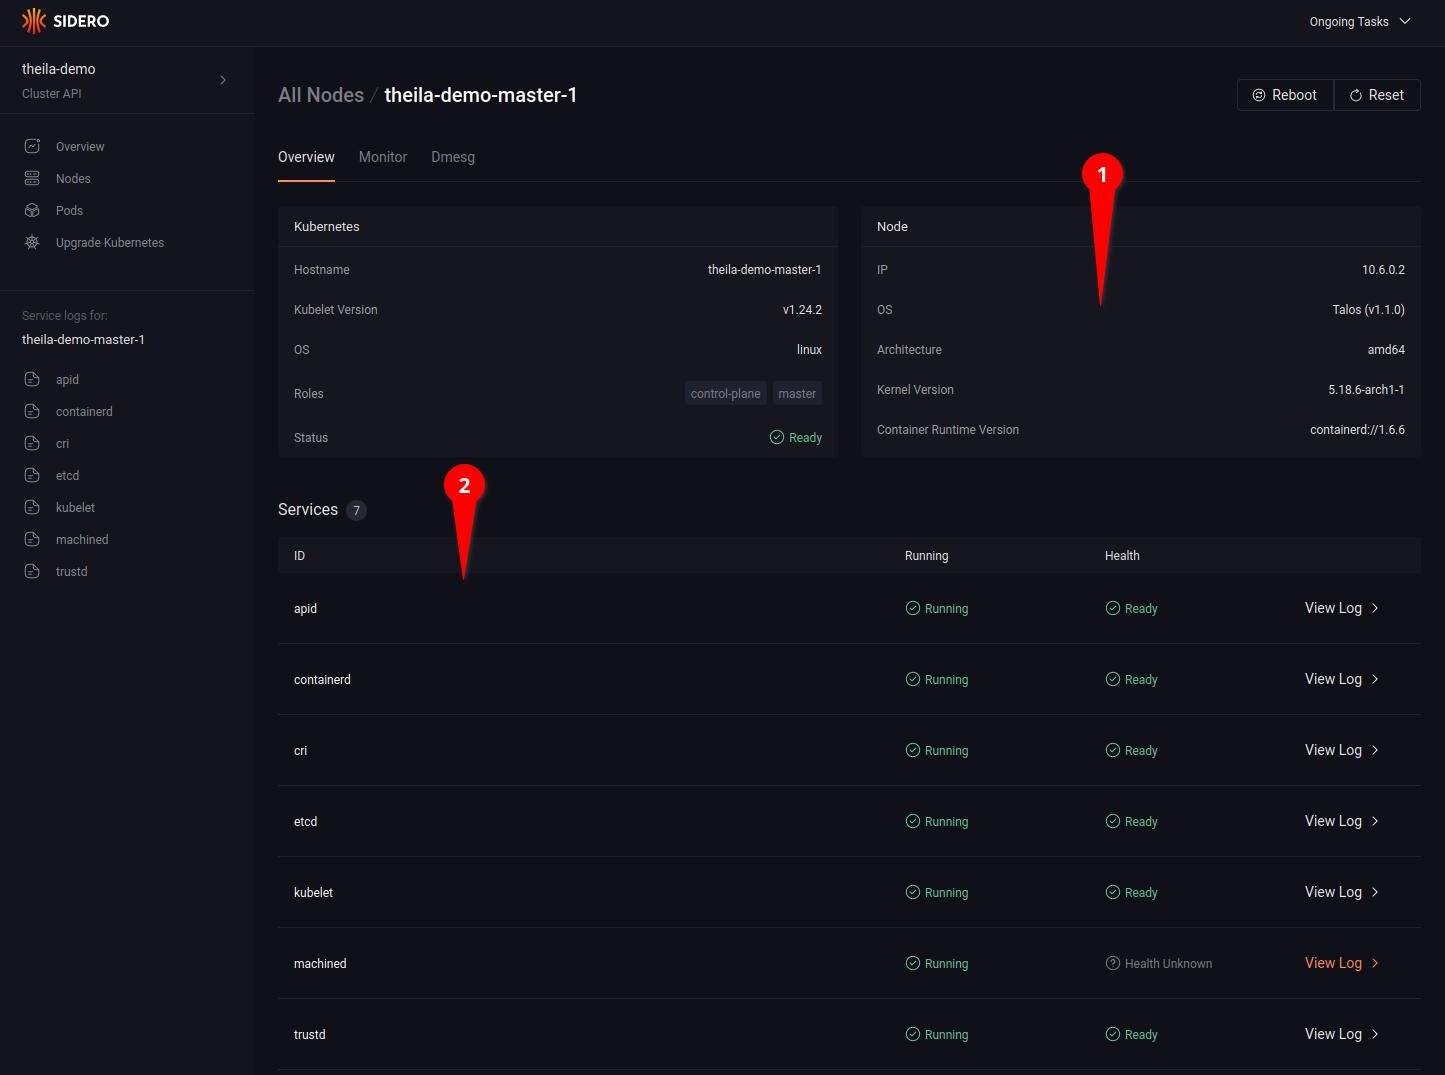 SIDERO
Ongoing Tasks
theila-demo
Cluster API
Overview
Nodes
Pods
Upgrade Kubernetes
Service logs for:
theila-demo-master-1
apid
containerd
cri
etcd
kubelet
machined
trustd
All Nodes / theila-demo-master-1
Reboot
Reset
Overview Monitor Dmesg
1
Kubernetes
Hostname theila-demo-master-1
Kubelet Version v1.24.2
OS linux
Roles control-plane master
Status Ready
Node
IP 10.6.0.2
OS Talos (v1.1.0)
Architecture amd64
Kernel Version 5.18.6-arch1-1
Container Runtime Version containerd://1.6.6
2
Services 7
ID Running Health
apid Running Ready View Log
containerd Running Ready View Log
cri Running Ready View Log
etcd Running Ready View Log
kubelet Running Ready View Log
machined Running Health Unknown View Log
trustd Running Ready View Log